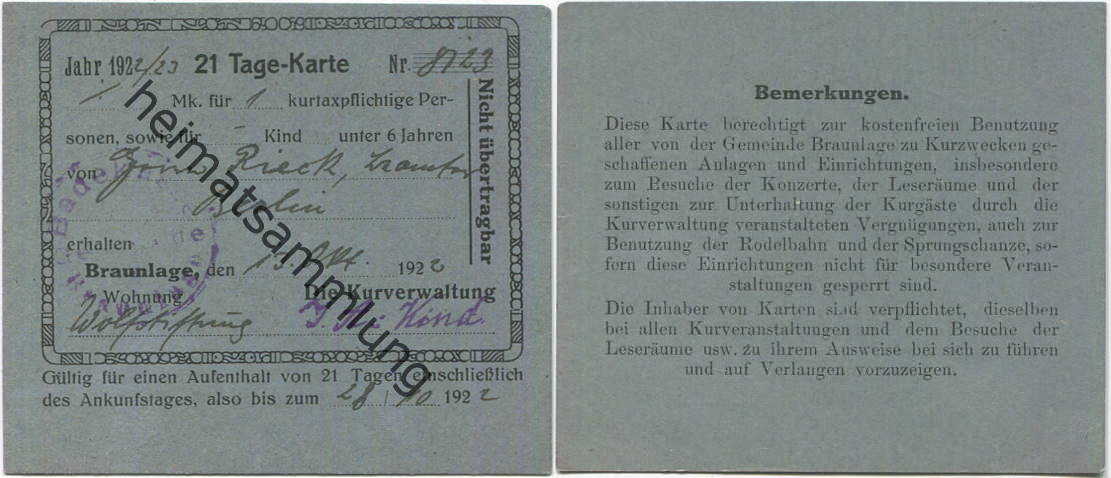 Jahr 1922/23 21 Tage-Karte Nr. 8723
Mk. für 1 kurtaxpflichtige Per-
sonen, sowie für – Kind unter 6 Jahren
von Rieck,
Berlin
erhalten
Braunlage, den 1922
Wohnung Die Kurverwaltung
Wolfstiftung
Nicht übertragbar
Gültig für einen Aufenthalt von 21 Tagen einschließlich
des Ankunfstages, also bis zum 28/10 1922
heimatsammlung
Bemerkungen.
Diese Karte berechtigt zur kostenfreien Benutzung
aller von der Gemeinde Braunlage zu Kurzwecken ge-
schaffenen Anlagen und Einrichtungen, insbesondere
zum Besuche der Konzerte, der Leseräume und der
sonstigen zur Unterhaltung der Kurgäste durch die
Kurverwaltung veranstalteten Vergnügungen, auch zur
Benutzung der Rodelbahn und der Sprungschanze, so-
fern diese Einrichtungen nicht für besondere Veran-
staltungen gesperrt sind.
Die Inhaber von Karten sind verpflichtet, dieselben
bei allen Kurveranstaltungen und dem Besuche der
Leseräume usw. zu ihrem Ausweise bei sich zu führen
und auf Verlangen vorzuzeigen.